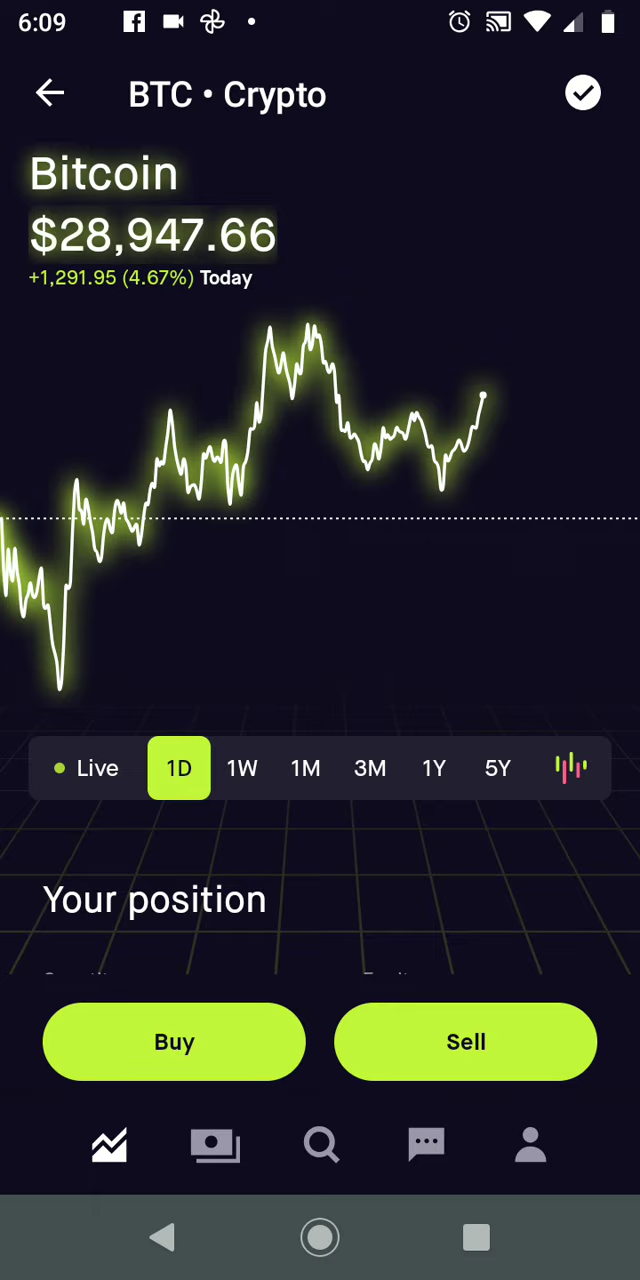 6:09
BTC • Crypto
Bitcoin
$28,947.66
+1,291.95 (4.67%) Today
Live 1D 1W 1M 3M 1Y 5Y
Your position
Buy Sell